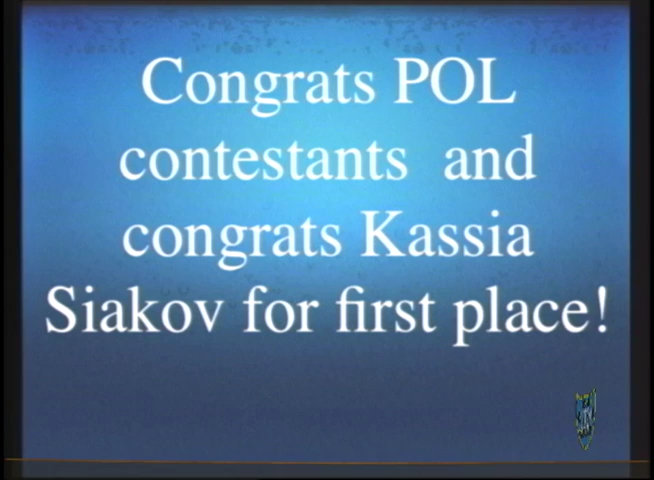 Congrats POL
contestants and
congrats Kassia
Siakov for first place!